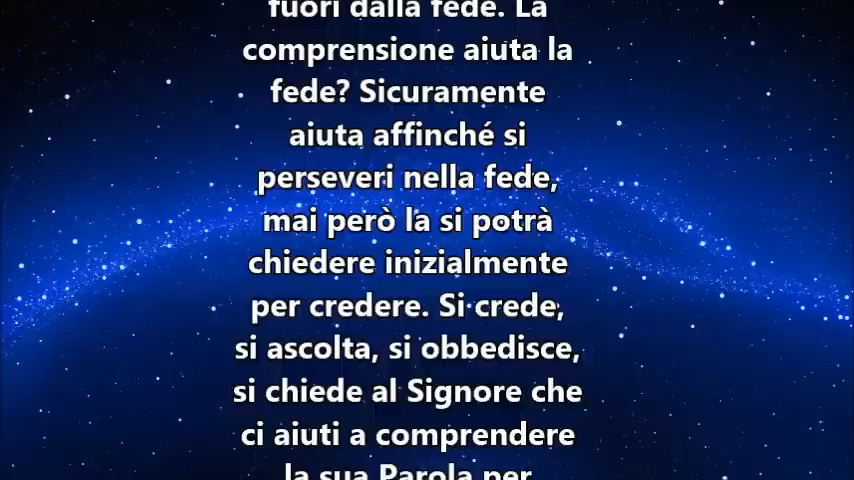 fuori dalla fede. La
comprensione aiuta la
fede? Sicuramente
aiuta affinché si
perseveri nella fede,
mai però la si potrà
chiedere inizialmente
per credere. Si crede,
si ascolta, si obbedisce,
si chiede al Signore che
ci aiuti a comprendere
la sua Parola per